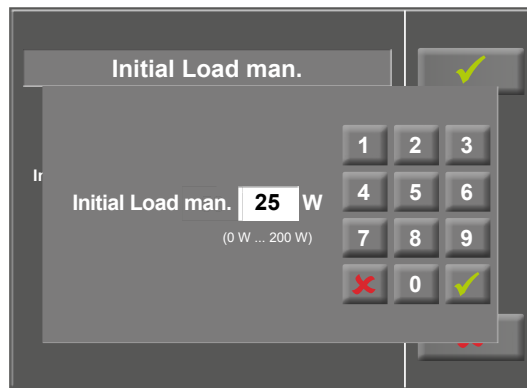 Initial Load man.
1 2 3
Initial Load man. 25 W
4 5 6
(0 W ... 200 W)
7 8 9
0